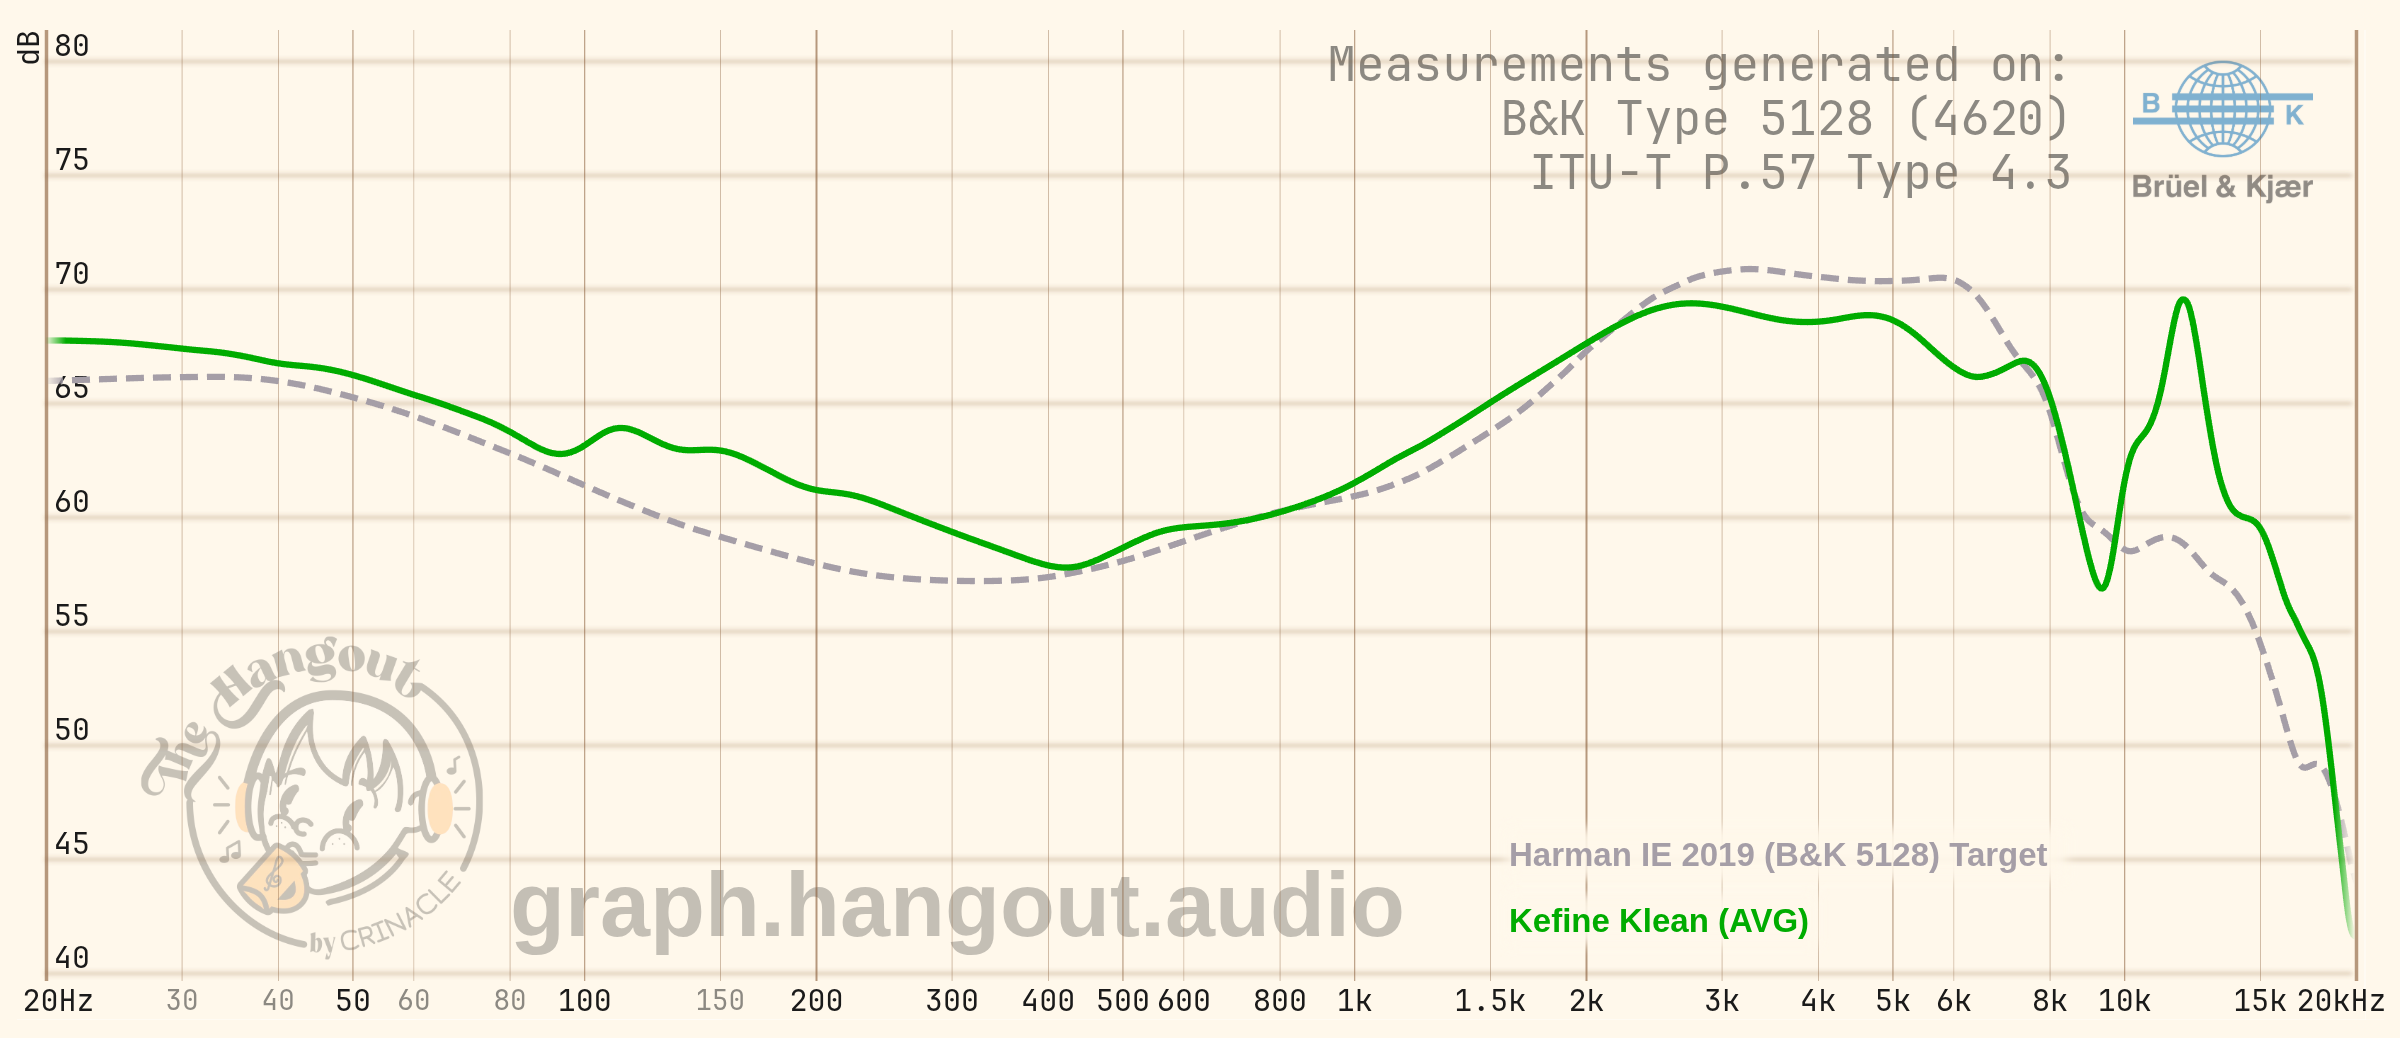 dB
80
75
70
65
60
55
50
45
40
Measurements generated on:
B&K Type 5128 (4620)
ITU-T P.57 Type 4.3
B K
Brüel & Kjær
The Hangout
by CRINACLE
graph.hangout.audio
Harman IE 2019 (B&K 5128) Target
Kefine Klean (AVG)
20Hz 30 40 50 60 80 100 150 200 300 400 500 600 800 1k 1.5k 2k 3k 4k 5k 6k 8k 10k 15k 20kHz